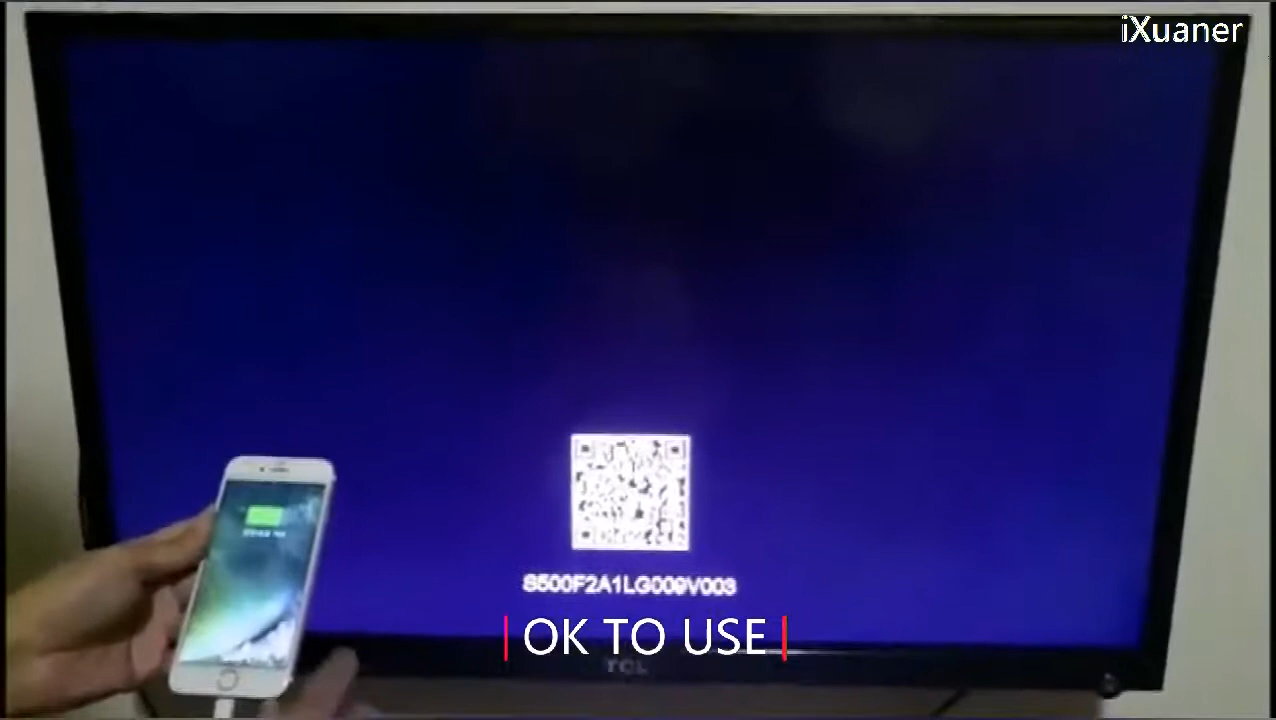 iXuaner
S500F2A1LG009V003
| OK TO USE |
TCL